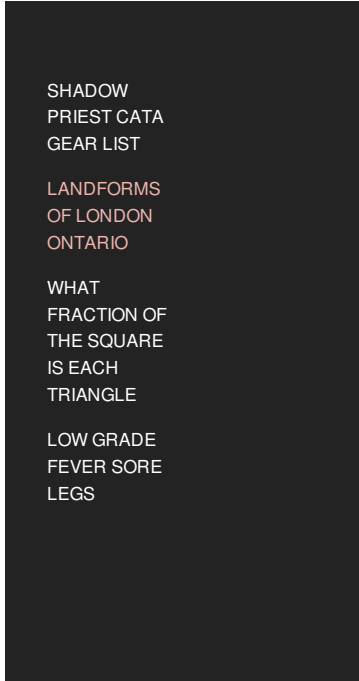 SHADOW
PRIEST CATA
GEAR LIST
LANDFORMS
OF LONDON
ONTARIO
WHAT
FRACTION OF
THE SQUARE
IS EACH
TRIANGLE
LOW GRADE
FEVER SORE
LEGS